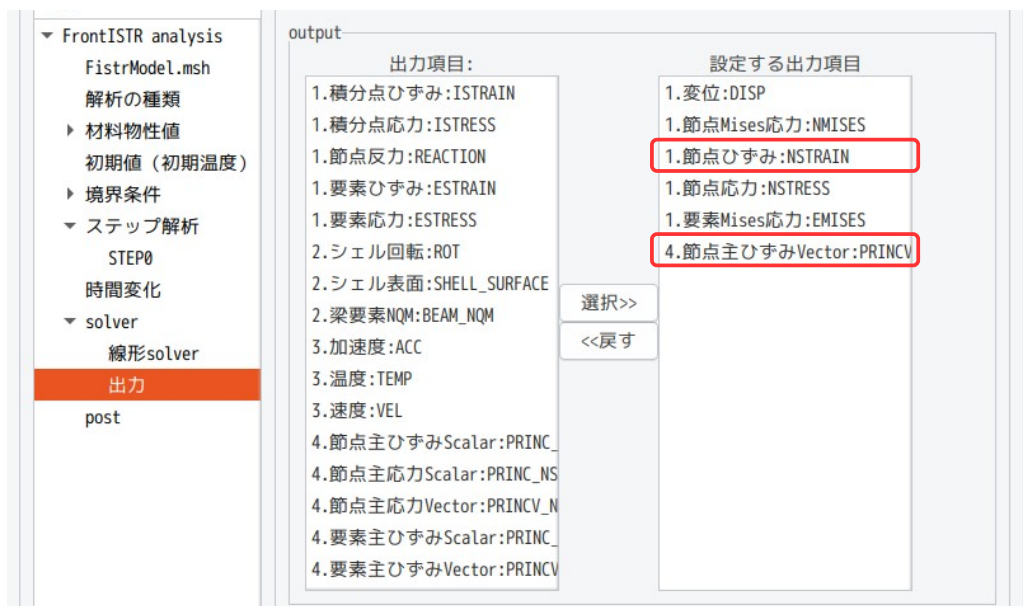 FrontISTR analysis
FistrModel.msh
解析の種類
材料物性値
初期値（初期温度）
境界条件
ステップ解析
STEP0
時間変化
solver
線形solver
出力
post
output
出力項目:
1.積分点ひずみ:ISTRAIN
1.積分点応力:ISTRESS
1.節点反力:REACTION
1.要素ひずみ:ESTRAIN
1.要素応力:ESTRESS
2.シェル回転:ROT
2.シェル表面:SHELL_SURFACE
2.梁要素NQM:BEAM_NQM
3.加速度:ACC
3.温度:TEMP
3.速度:VEL
4.節点主ひずみScalar:PRINC_
4.節点主応力Scalar:PRINC_NS
4.節点主応力Vector:PRINCV_N
4.要素主ひずみScalar:PRINC_
4.要素主ひずみVector:PRINCV
選択>>
<<戻す
設定する出力項目
1.変位:DISP
1.節点Mises応力:NMISES
1.節点ひずみ:NSTRAIN
1.節点応力:NSTRESS
1.要素Mises応力:EMISES
4.節点主ひずみVector:PRINCV